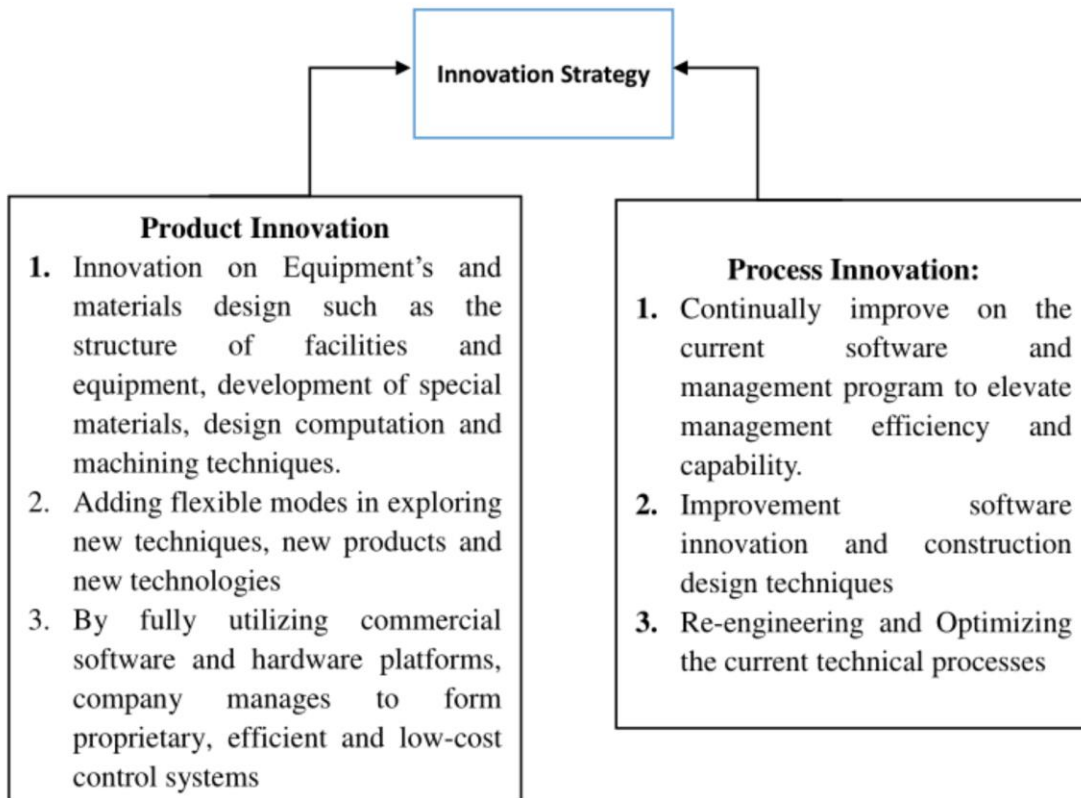 Innovation Strategy
Product Innovation
1. Innovation on Equipment's and
materials design such as the
structure of facilities and
equipment, development of special
materials, design computation and
machining techniques.
2. Adding flexible modes in exploring
new techniques, new products and
new technologies
3. By fully utilizing commercial
software and hardware platforms,
company manages to form
proprietary, efficient and low-cost
control systems
Process Innovation:
1. Continually improve on the
current software and
management program to elevate
management efficiency and
capability.
2. Improvement software
innovation and construction
design techniques
3. Re-engineering and Optimizing
the current technical processes